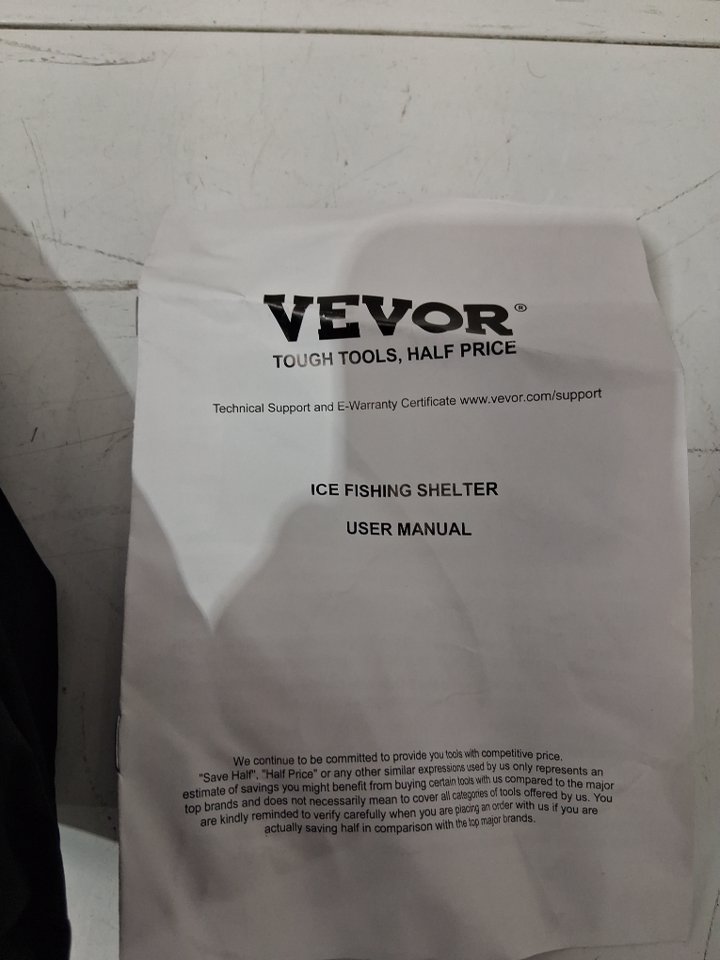 VEVOR®
TOUGH TOOLS, HALF PRICE
Technical Support and E-Warranty Certificate www.vevor.com/support
ICE FISHING SHELTER
USER MANUAL
We continue to be committed to provide you tools with competitive price.
"Save Half", "Half Price" or any other similar expressions used by us only represents an
estimate of savings you might benefit from buying certain tools with us compared to the major
top brands and does not necessarily mean to cover all categories of tools offered by us. You
are kindly reminded to verify carefully when you are placing an order with us if you are
actually saving half in comparison with the top major brands.